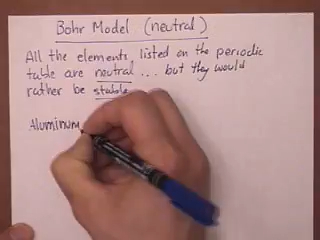 Bohr Model (neutral)
All the elements listed on the periodic
table are neutral ... but they would
rather be stable
Aluminum